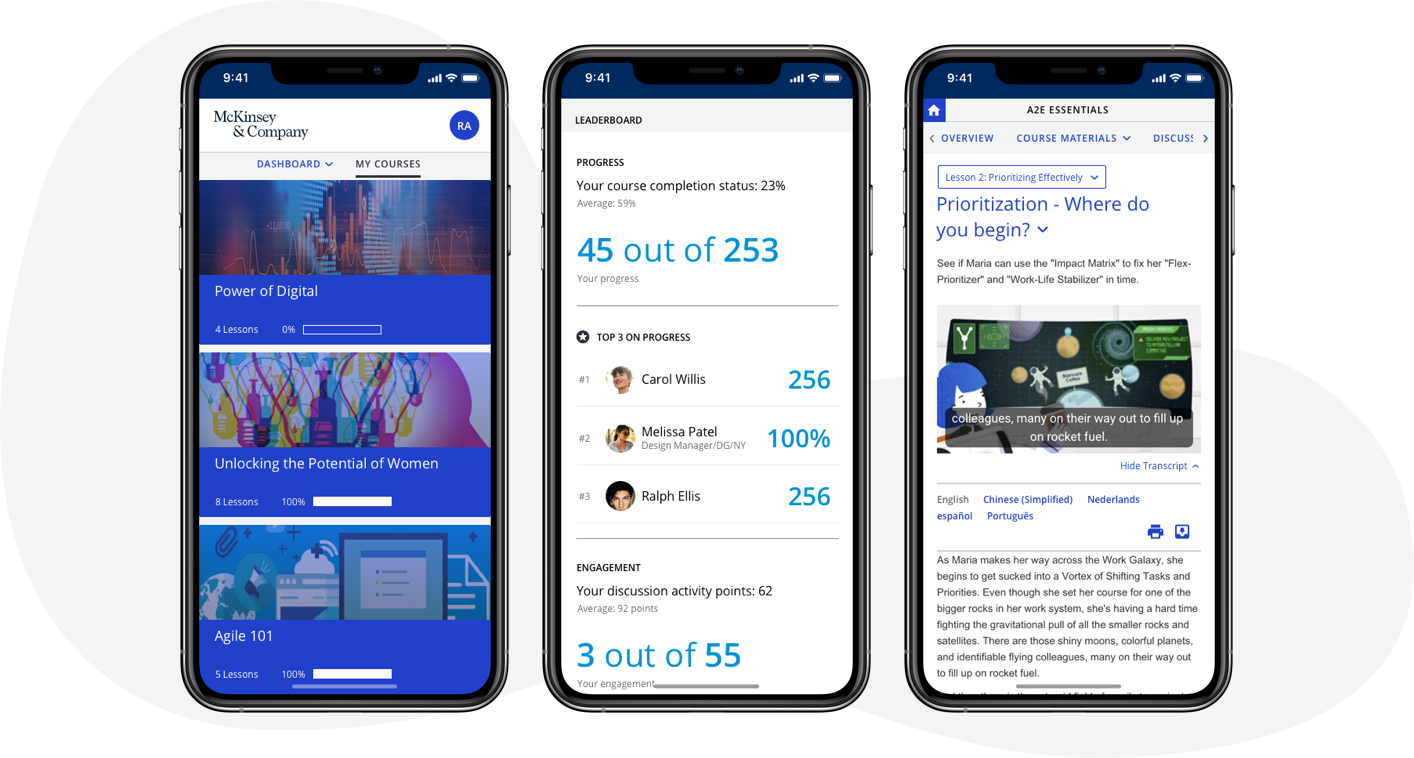 9:41
McKinsey
& Company
RA
DASHBOARD
MY COURSES
+11,00.00
Power of Digital
4 Lessons 0%
Unlocking the Potential of Women
8 Lessons 100%
Agile 101
5 Lessons 100%
9:41
LEADERBOARD
PROGRESS
Your course completion status: 23%
Average: 59%
45 out of 253
Your progress
TOP 3 ON PROGRESS
#1 Carol Willis 256
#2 Melissa Patel 100%
Design Manager/DG/NY
#3 Ralph Ellis 256
ENGAGEMENT
Your discussion activity points: 62
Average: 92 points
3 out of 55
Your engagement
9:41
A2E ESSENTIALS
OVERVIEW COURSE MATERIALS DISCUSS
Lesson 2: Prioritizing Effectively
Prioritization - Where do
you begin?
See if Maria can use the "Impact Matrix" to fix her "Flex-
Prioritizer" and "Work-Life Stabilizer" in time.
DELIVER NEW PROJECT
TO INTERSTELLAR
COMMITTEE
Starcore
Coffee
colleagues, many on their way out to fill up
on rocket fuel.
Hide Transcript
English Chinese (Simplified) Nederlands
español Português
As Maria makes her way across the Work Galaxy, she
begins to get sucked into a Vortex of Shifting Tasks and
Priorities. Even though she set her course for one of the
bigger rocks in her work system, she's having a hard time
fighting the gravitational pull of all the smaller rocks and
satellites. There are those shiny moons, colorful planets,
and identifiable flying colleagues, many on their way out
to fill up on rocket fuel.